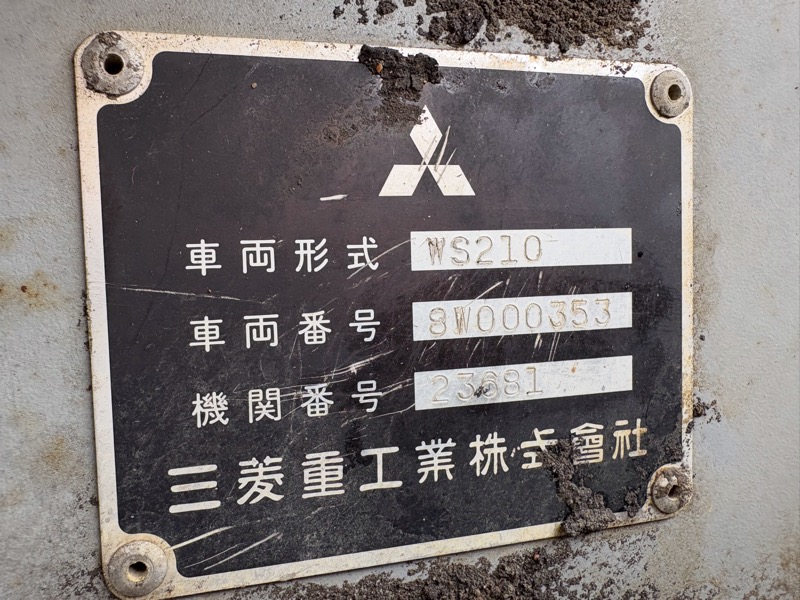 車両形式 WS210
車両番号 8W000353
機関番号 23681
三菱重工業株式會社